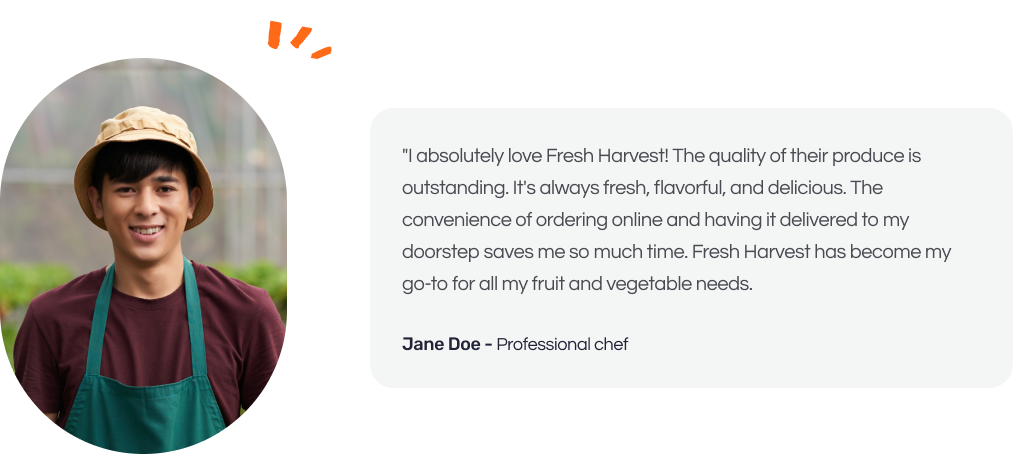 "I absolutely love Fresh Harvest! The quality of their produce is
outstanding. It's always fresh, flavorful, and delicious. The
convenience of ordering online and having it delivered to my
doorstep saves me so much time. Fresh Harvest has become my
go-to for all my fruit and vegetable needs.
Jane Doe - Professional chef